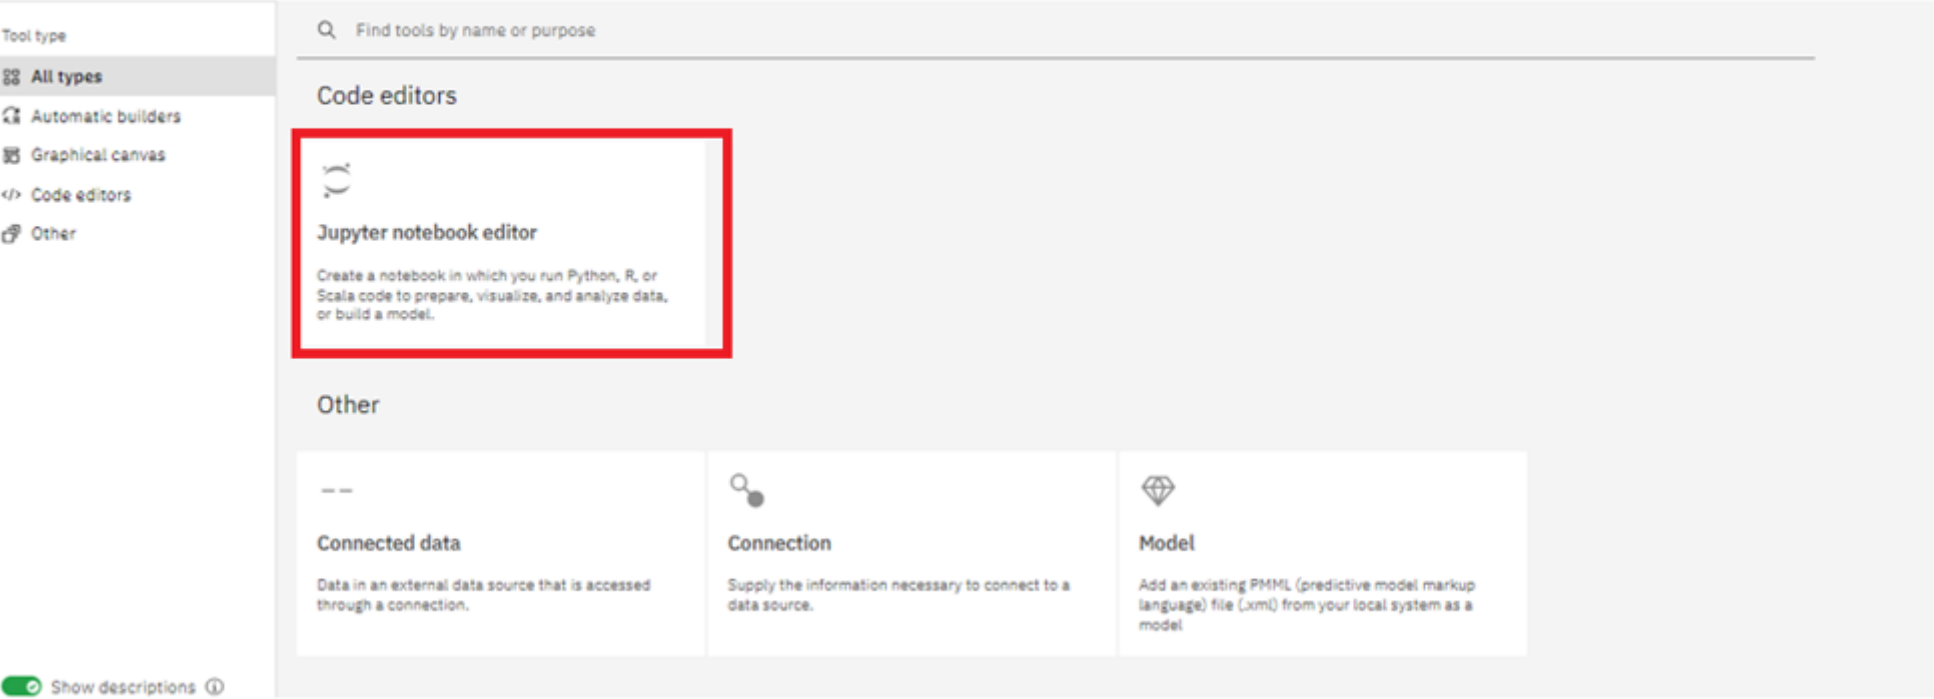 Tool type
All types
Automatic builders
Graphical canvas
Code editors
Other
Show descriptions
Find tools by name or purpose
Code editors
Jupyter notebook editor
Create a notebook in which you run Python, R, or
Scala code to prepare, visualize, and analyze data,
or build a model.
Other
Connected data
Data in an external data source that is accessed
through a connection.
Connection
Supply the information necessary to connect to a
data source.
Model
Add an existing PMML (predictive model markup
language) file (.xml) from your local system as a
model